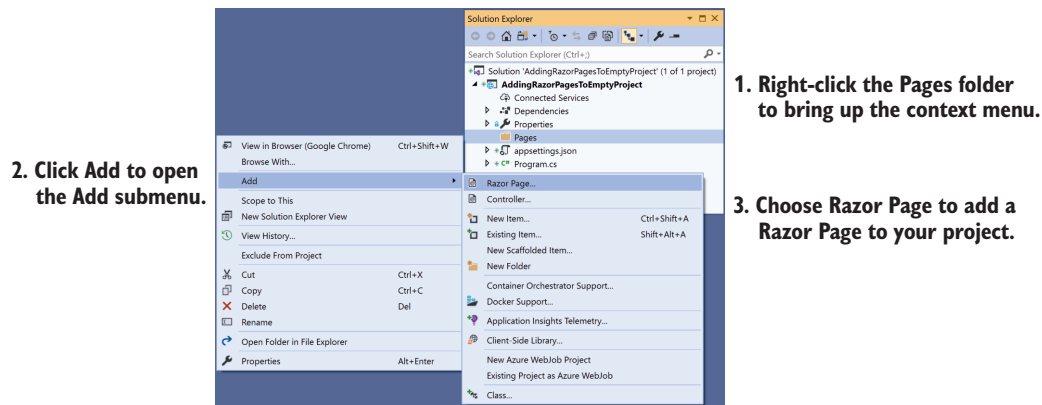 Solution Explorer
Search Solution Explorer (Ctrl+;)
Solution 'AddingRazorPagesToEmptyProject' (1 of 1 project)
AddingRazorPagesToEmptyProject
Connected Services
Dependencies
Properties
Pages
appsettings.json
C# Program.cs
1. Right-click the Pages folder
to bring up the context menu.
2. Click Add to open
the Add submenu.
View in Browser (Google Chrome) Ctrl+Shift+W
Browse With...
Add
Scope to This
New Solution Explorer View
View History...
Exclude From Project
Cut Ctrl+X
Copy Ctrl+C
Delete Del
Rename
Open Folder in File Explorer
Properties Alt+Enter
Razor Page...
Controller...
New Item... Ctrl+Shift+A
Existing Item... Shift+Alt+A
New Scaffolded Item...
New Folder
Container Orchestrator Support...
Docker Support...
Application Insights Telemetry...
Client-Side Library...
New Azure WebJob Project
Existing Project as Azure WebJob
Class...
3. Choose Razor Page to add a
Razor Page to your project.